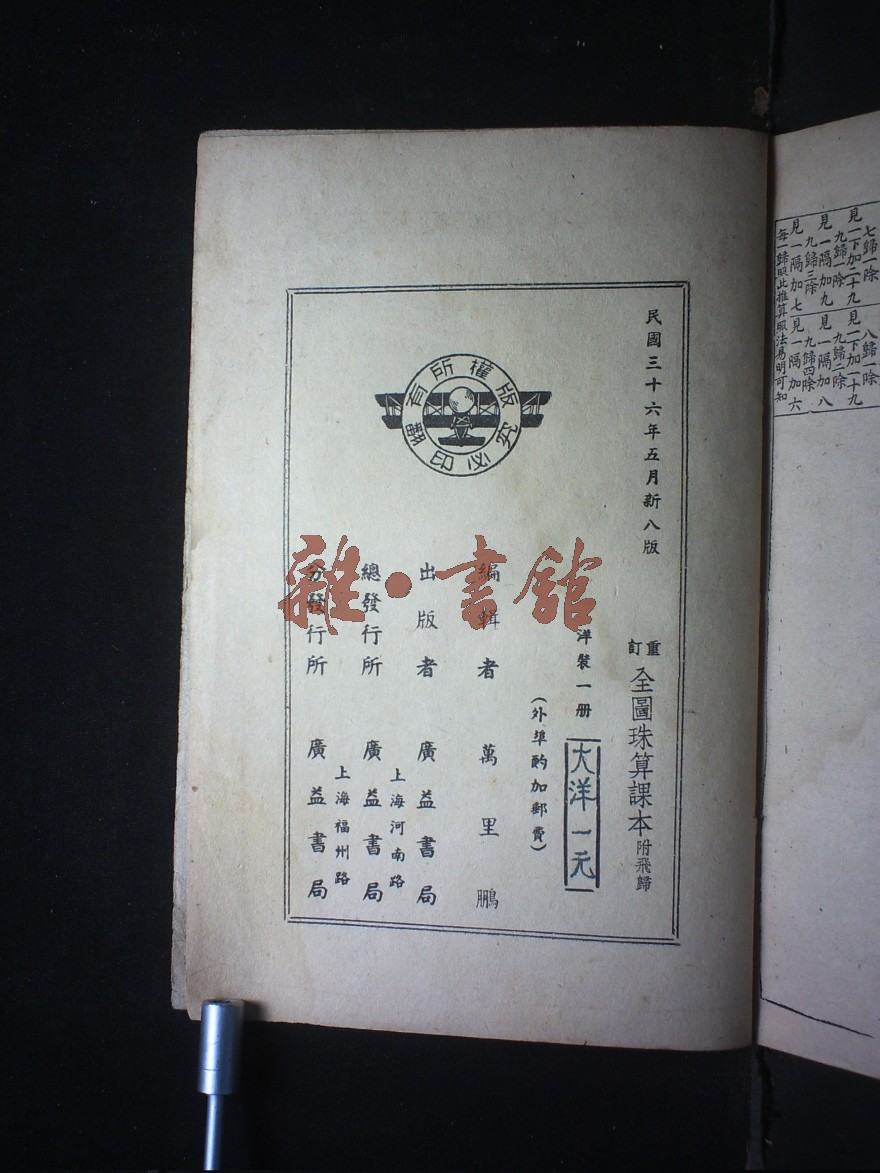 七歸一除 見一下加二十九
九歸一除 見一隔加九
九歸三除 見一隔加七
每一歸照此推算照法易明可知
八歸一除 見一下加二十九
九歸二除 見一隔加八
九歸四除 見一隔加六
民國三十六年五月新八版
重訂 全圖珠算課本 附飛歸
洋裝一册 大洋一元
(外埠酌加郵費)
編輯者 萬里鵬
出版者 廣益書局
上海河南路
總發行所 廣益書局
上海福州路
分發行所 廣益書局
版權所有
翻印必究
雜·書館